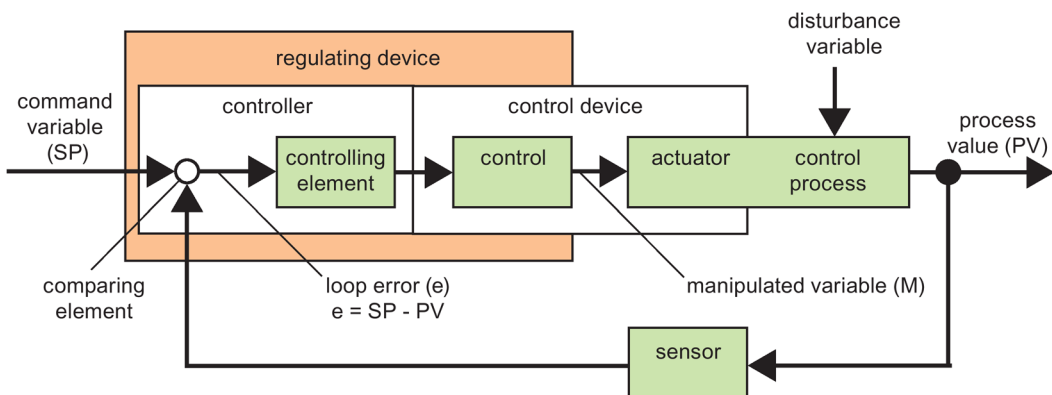 disturbance
variable
regulating device
command
variable
(SP)
controller
control device
process
value (PV)
controlling
element
control
actuator
control
process
comparing
element
loop error (e)
e = SP - PV
manipulated variable (M)
sensor